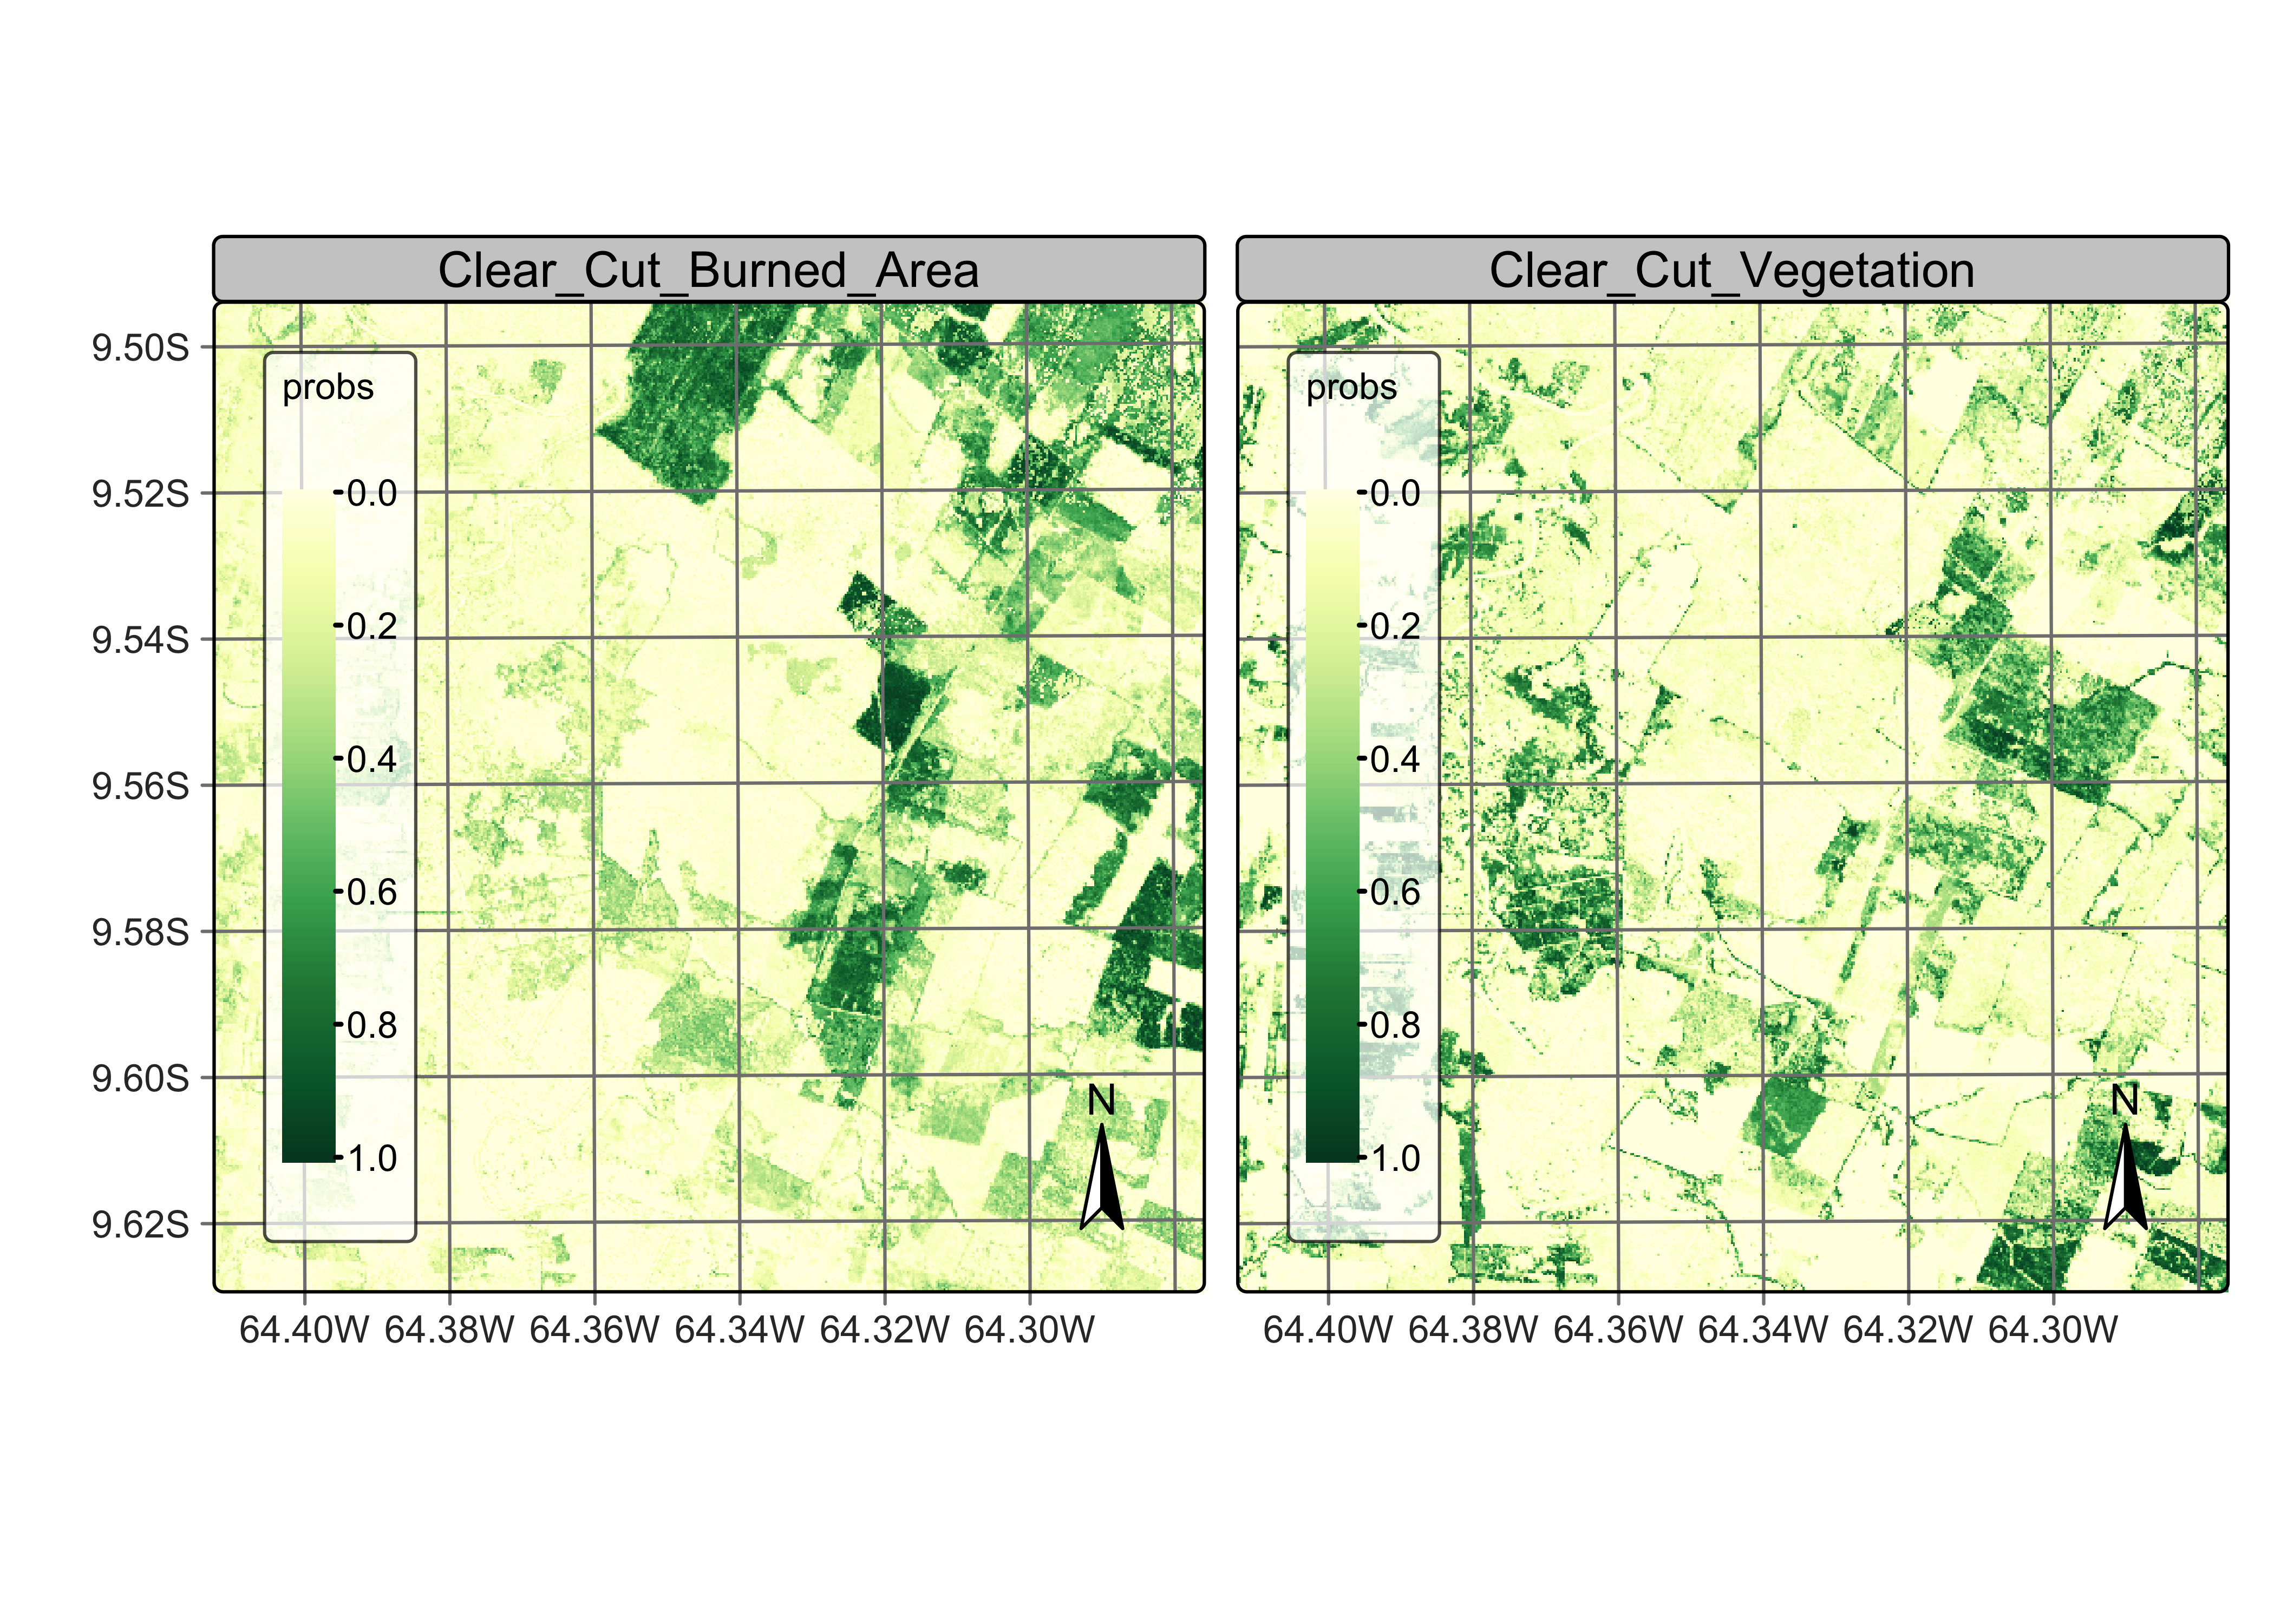 Clear_Cut_Burned_Area
Clear_Cut_Vegetation
9.50S
9.52S
9.54S
9.56S
9.58S
9.60S
9.62S
probs
0.0
0.2
0.4
0.6
0.8
1.0
N
probs
0.0
0.2
0.4
0.6
0.8
1.0
N
64.40W 64.38W 64.36W 64.34W 64.32W 64.30W
64.40W 64.38W 64.36W 64.34W 64.32W 64.30W